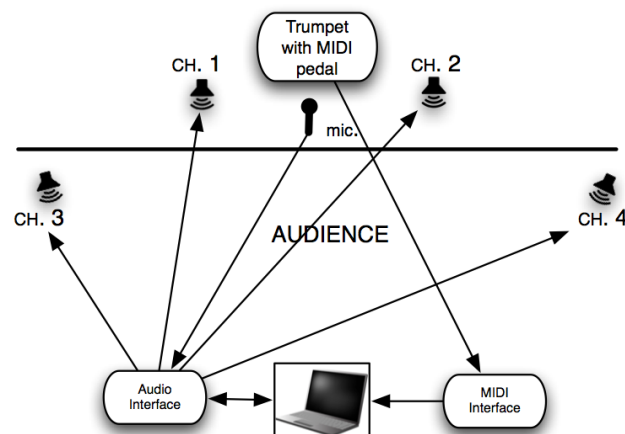 Trumpet
with MIDI
pedal
CH. 1
CH. 2
mic.
CH. 3
CH. 4
AUDIENCE
Audio
Interface
MIDI
Interface